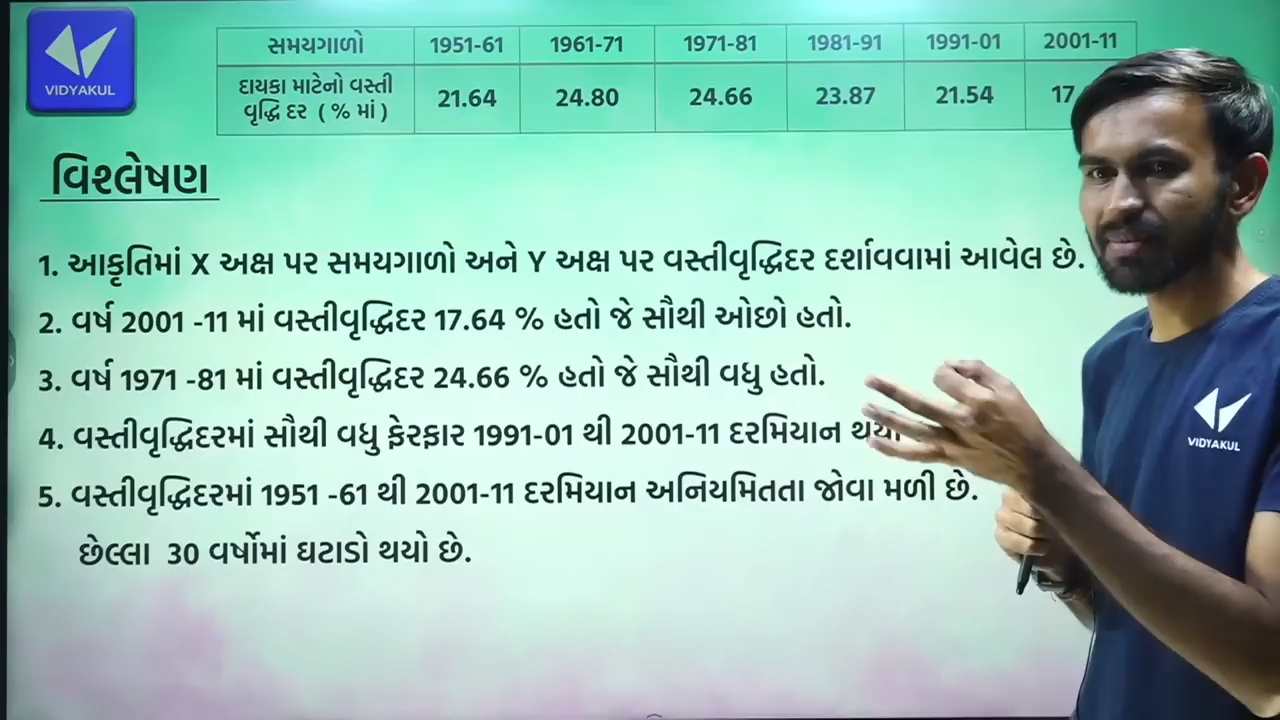 VIDYAKUL
સમયગાળો 1951-61 1961-71 1971-81 1981-91 1991-01 2001-11
દાયકા માટેનો વસ્તી
વૃદ્ધિ દર ( % માં ) 21.64 24.80 24.66 23.87 21.54 17
વિશ્લેષણ
1. આકૃતિમાં X અક્ષ પર સમયગાળો અને Y અક્ષ પર વસ્તીવૃદ્ધિદર દર્શાવવામાં આવેલ છે.
2. વર્ષ 2001 -11 માં વસ્તીવૃદ્ધિદર 17.64 % હતો જે સૌથી ઓછો હતો.
3. વર્ષ 1971 -81 માં વસ્તીવૃદ્ધિદર 24.66 % હતો જે સૌથી વધુ હતો.
4. વસ્તીવૃદ્ધિદરમાં સૌથી વધુ ફેરફાર 1991-01 થી 2001-11 દરમિયાન
5. વસ્તીવૃદ્ધિદરમાં 1951 -61 થી 2001-11 દરમિયાન અનિયમિતતા જોવા મળી છે.
છેલ્લા 30 વર્ષોમાં ઘટાડો થયો છે.
VIDYAKUL